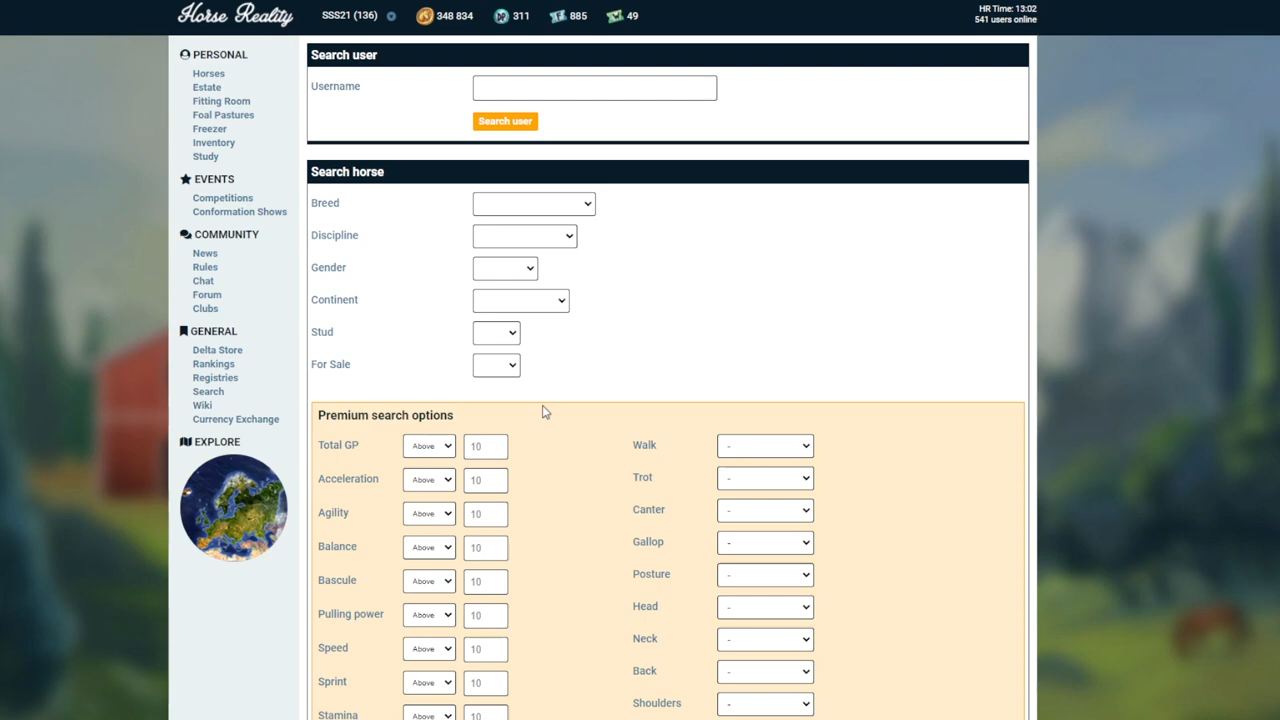 Horse Reality
SSS21 (136) 348 834 311 885 49
HR Time: 13:02
541 users online
PERSONAL
Horses
Estate
Fitting Room
Foal Pastures
Freezer
Inventory
Study
EVENTS
Competitions
Conformation Shows
COMMUNITY
News
Rules
Chat
Forum
Clubs
GENERAL
Delta Store
Rankings
Registries
Search
Wiki
Currency Exchange
EXPLORE
Search user
Username
Search user
Search horse
Breed
Discipline
Gender
Continent
Stud
For Sale
Premium search options
Total GP Above 10 Walk -
Acceleration Above 10 Trot -
Agility Above 10 Canter -
Balance Above 10 Gallop -
Bascule Above 10 Posture -
Pulling power Above 10 Head -
Speed Above 10 Neck -
Sprint Above 10 Back -
Stamina Above 10 Shoulders -